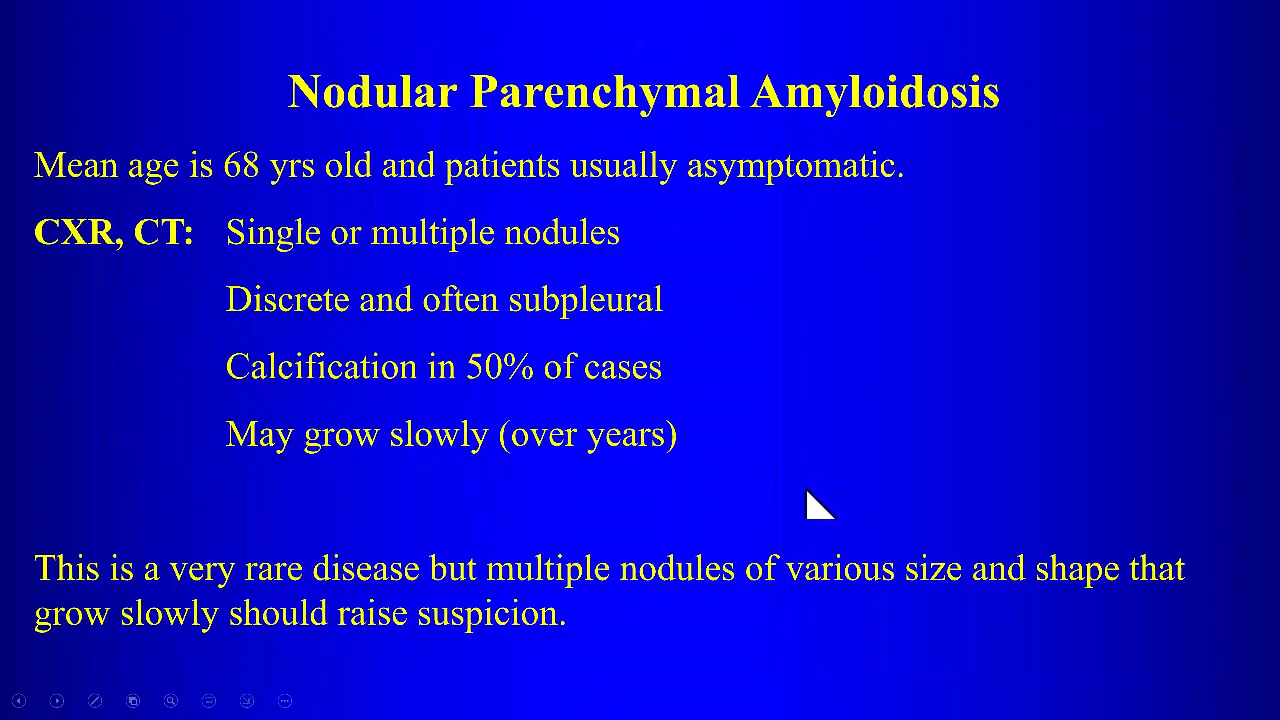 Nodular Parenchymal Amyloidosis
Mean age is 68 yrs old and patients usually asymptomatic.
CXR, CT: Single or multiple nodules
Discrete and often subpleural
Calcification in 50% of cases
May grow slowly (over years)
This is a very rare disease but multiple nodules of various size and shape that
grow slowly should raise suspicion.